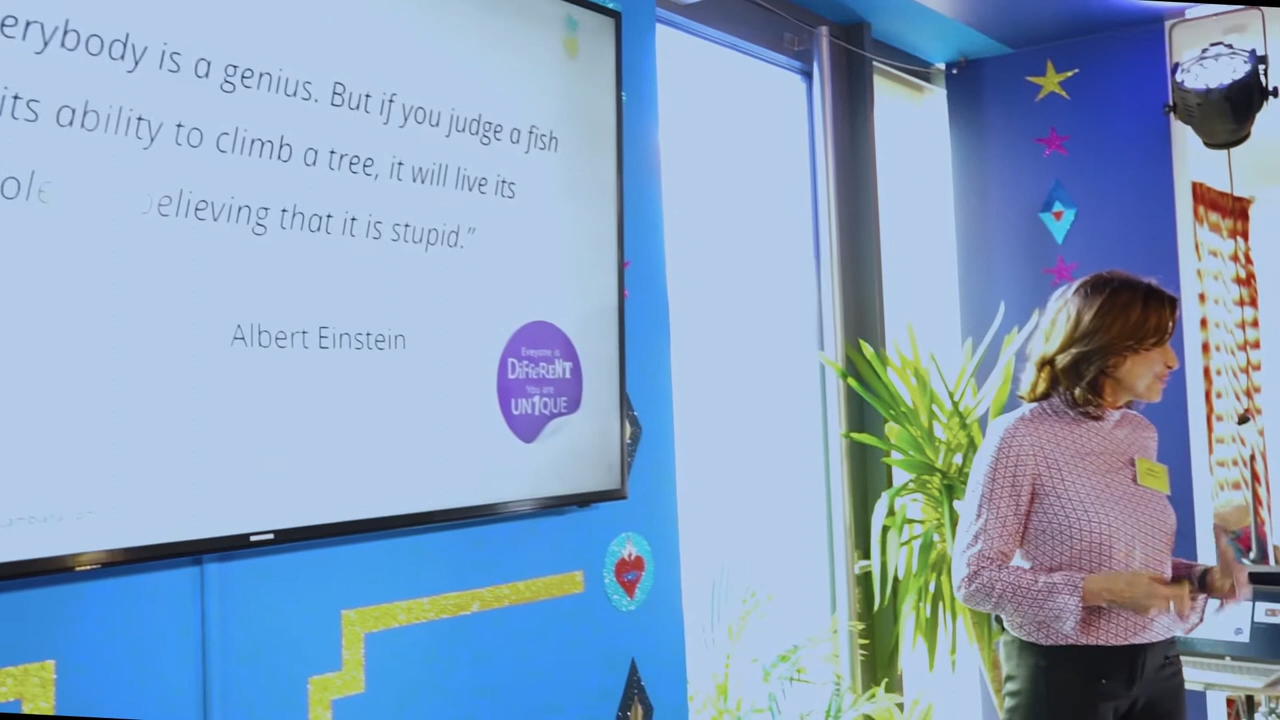 erybody is a genius. But if you judge a fish
its ability to climb a tree, it will live its
ole elieving that it is stupid.”
Albert Einstein
Everyone is
DiFFeReNT
You are
UN1QUE